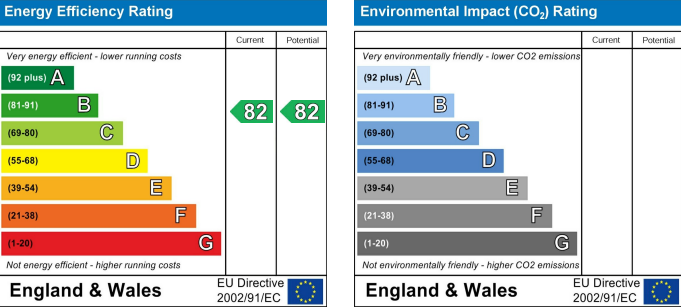 Energy Efficiency Rating
Current Potential
Very energy efficient - lower running costs
(92 plus) A
(81-91) B
82 82
(69-80) C
(55-68) D
(39-54) E
(21-38) F
(1-20) G
Not energy efficient - higher running costs
England & Wales
EU Directive
2002/91/EC
Environmental Impact (CO₂) Rating
Current Potential
Very environmentally friendly - lower CO2 emissions
(92 plus) A
(81-91) B
(69-80) C
(55-68) D
(39-54) E
(21-38) F
(1-20) G
Not environmentally friendly - higher CO2 emissions
England & Wales
EU Directive
2002/91/EC